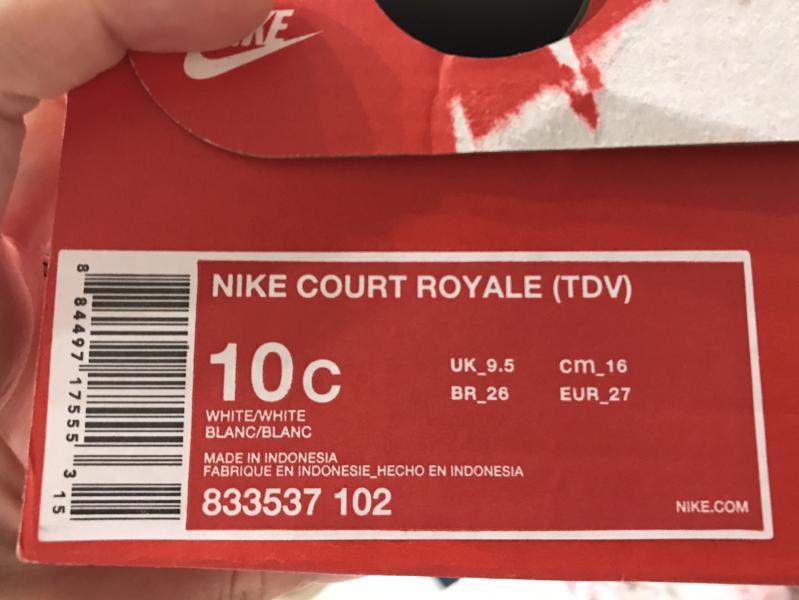 NIKE
8 84497 17555 3 15
NIKE COURT ROYALE (TDV)
10C
UK_9.5 cm_16
BR_26 EUR_27
WHITE/WHITE
BLANC/BLANC
MADE IN INDONESIA
FABRIQUE EN INDONESIE_HECHO EN INDONESIA
833537 102
NIKE.COM